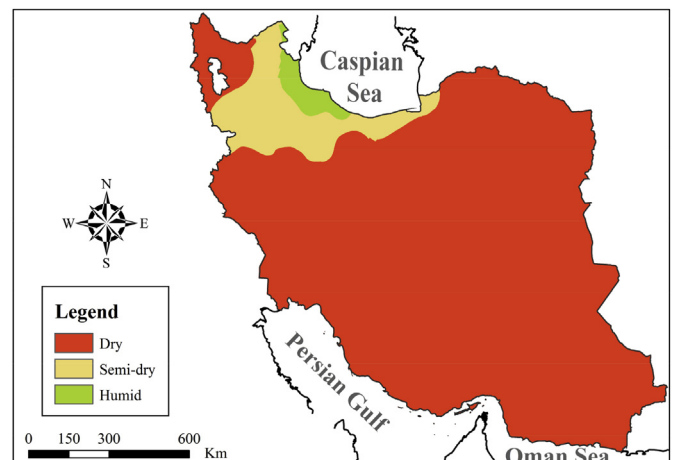 Caspian
Sea
N
W
E
S
Legend
Dry
Semi-dry
Humid
Persian Gulf
Oman Sea
0 150 300 600
Km